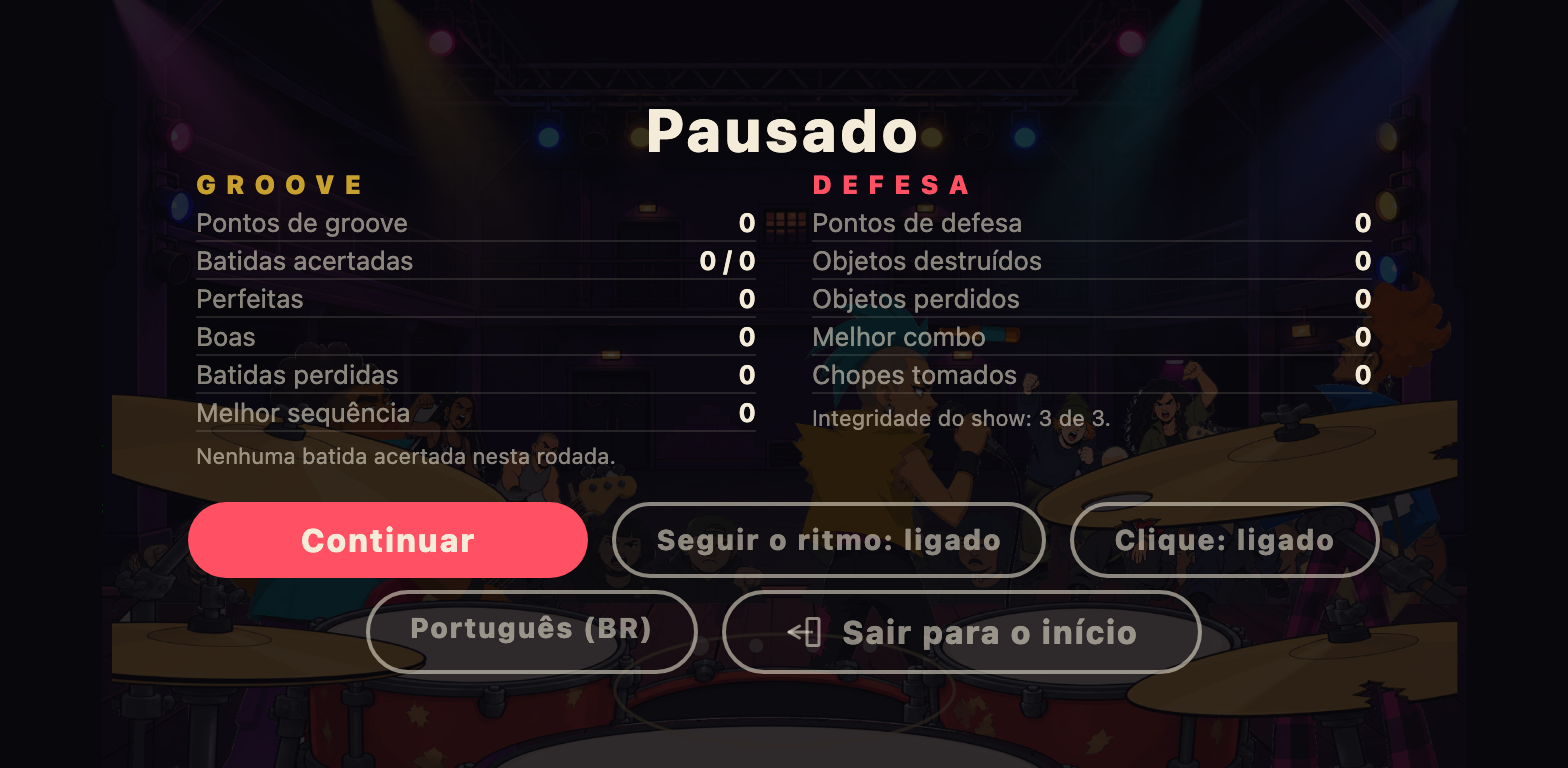 Pausado
GROOVE
Pontos de groove 0
Batidas acertadas 0 / 0
Perfeitas 0
Boas 0
Batidas perdidas 0
Melhor sequência 0
Nenhuma batida acertada nesta rodada.
DEFESA
Pontos de defesa 0
Objetos destruídos 0
Objetos perdidos 0
Melhor combo 0
Chopes tomados 0
Integridade do show: 3 de 3.
Continuar
Seguir o ritmo: ligado
Clique: ligado
Português (BR)
Sair para o início